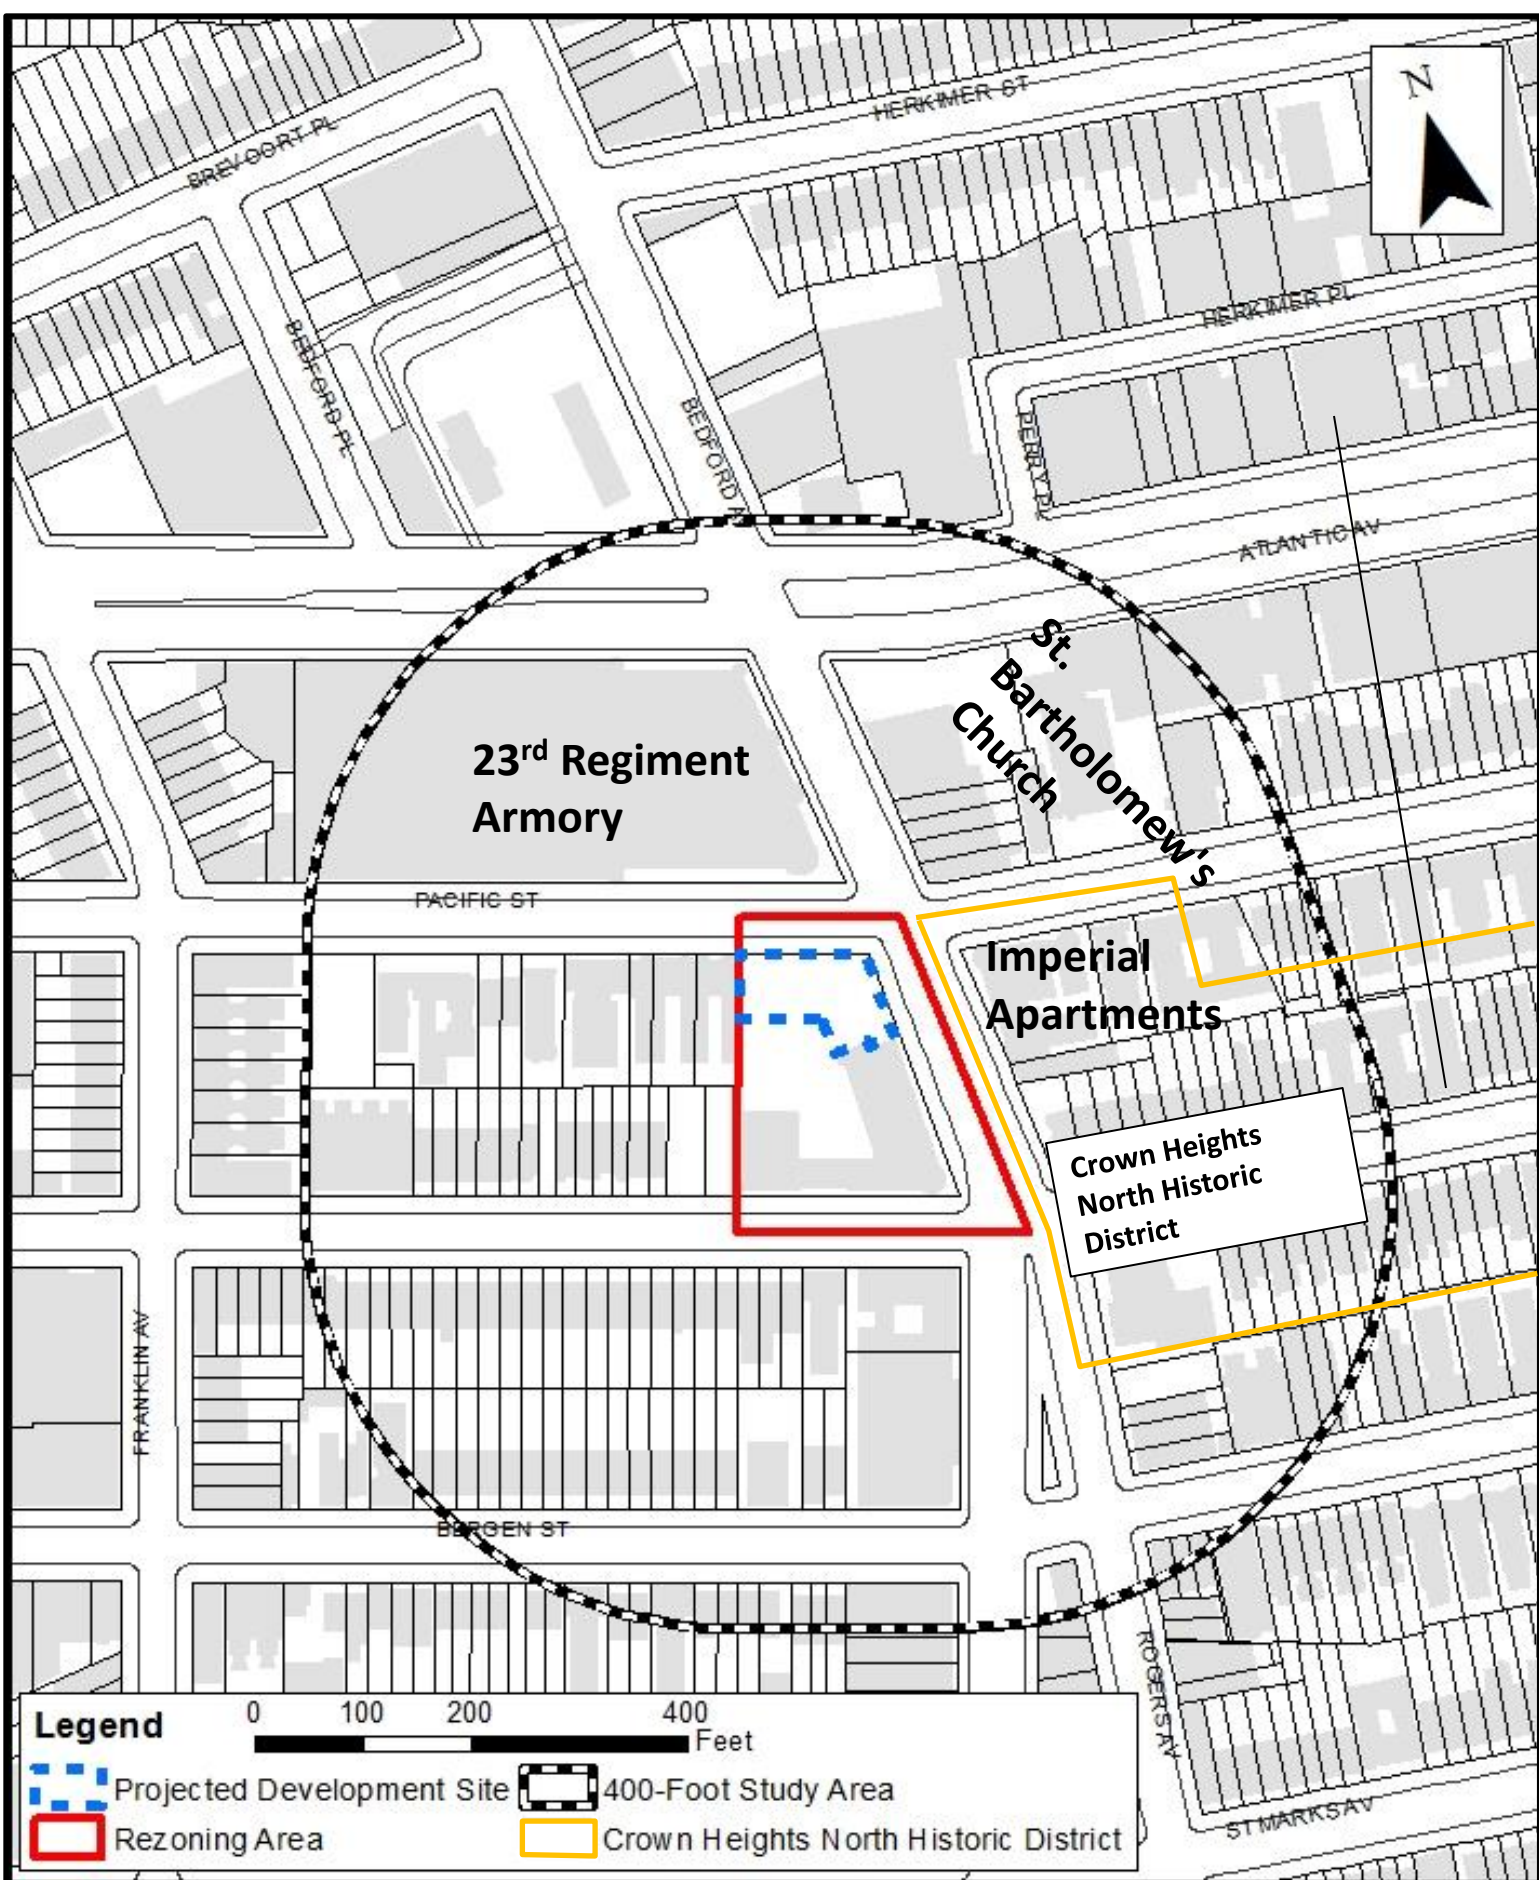 HERKIMER ST
N
BREVOORT PL
HERKIMER PL
BEDFORD PL
BEDFORD A
PERRY PL
ATLANTIC AV
St.
Bartholomew's
Church
23rd Regiment
Armory
PACIFIC ST
Imperial
Apartments
Crown Heights
North Historic
District
FRANKLIN AV
BERGEN ST
ROGERS AV
ST MARKS AV
Legend
0 100 200 400
Feet
Projected Development Site
400-Foot Study Area
Rezoning Area
Crown Heights North Historic District